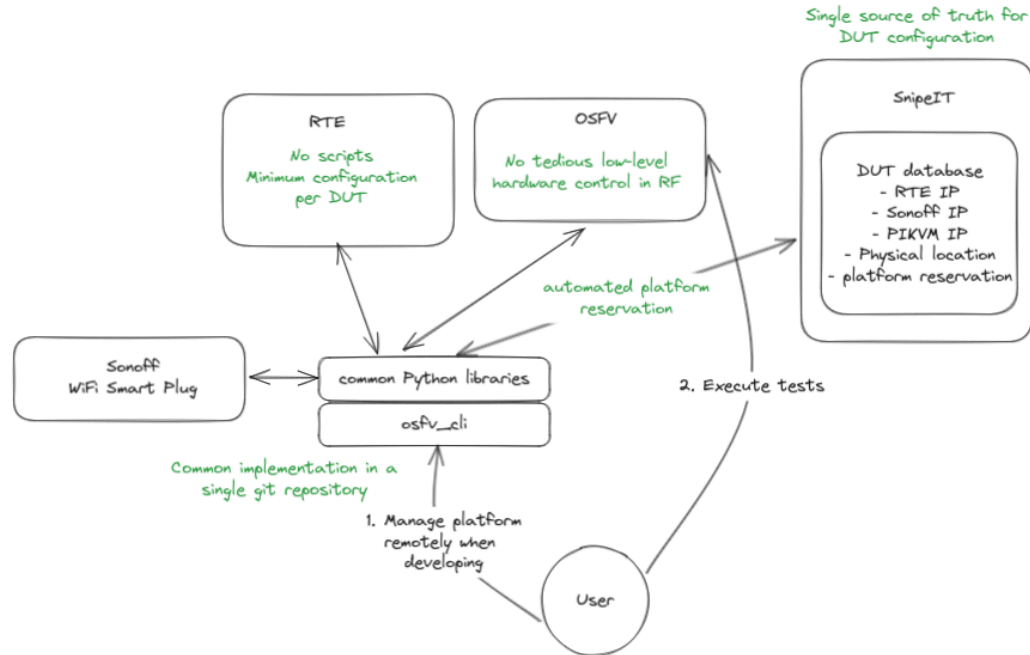 Single source of truth for
DUT configuration
SnipeIT
DUT database
- RTE IP
- Sonoff IP
- PIKVM IP
- Physical location
- platform reservation
RTE
No scripts
Minimum configuration
per DUT
OSFV
No tedious low-level
hardware control in RF
automated platform
reservation
Sonoff
WiFi Smart Plug
common Python libraries
osfv_cli
2. Execute tests
Common implementation in a
single git repository
1. Manage platform
remotely when
developing
User